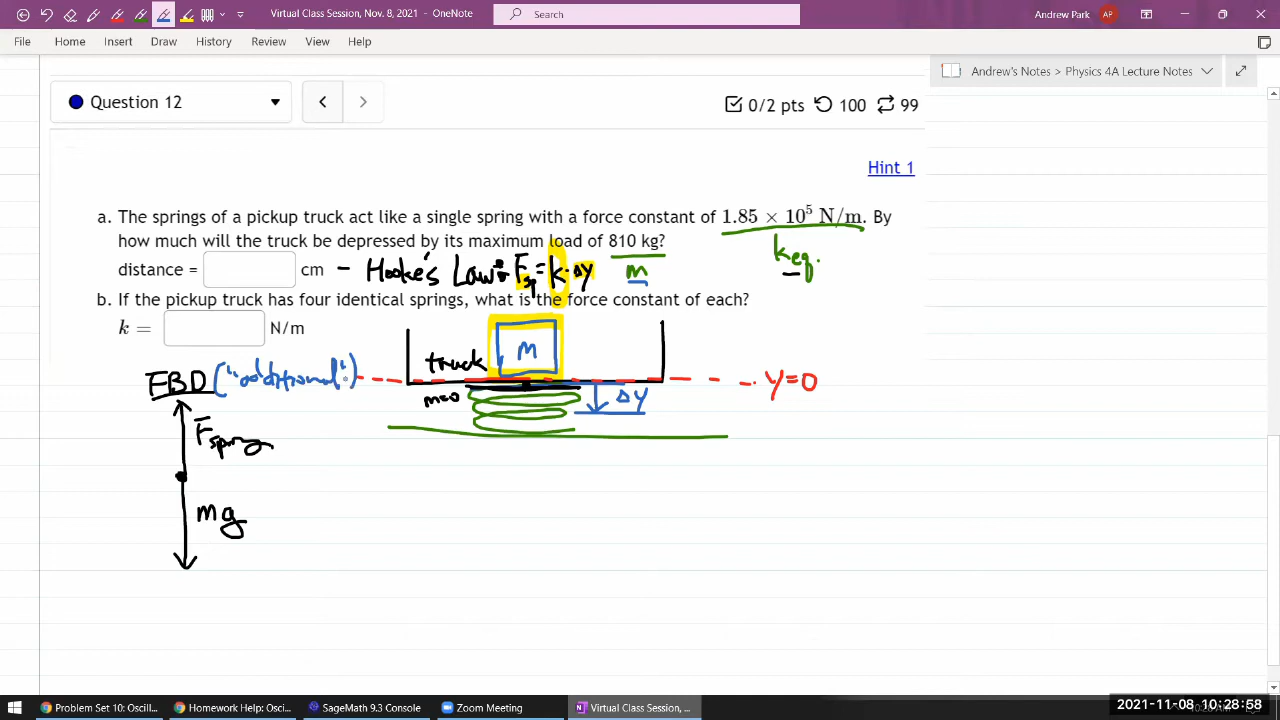 Virtual Class Session, Nov. 8, 2021 - OneNote
Search
Andrew Park
AP
File Home Insert Draw History Review View Help
Andrew's Notes > Physics 4A Lecture Notes
Question 12
0/2 pts 100 99
Hint 1
a. The springs of a pickup truck act like a single spring with a force constant of 1.85 × 10⁵ N/m. By
how much will the truck be depressed by its maximum load of 810 kg?
keq.
distance = cm - Hooke's Law: Fsp = k·Δy
m
b. If the pickup truck has four identical springs, what is the force constant of each?
k = N/m
m
truck
FBD ("additional")
y=0
m=0
Δy
Fspring
mg
Problem Set 10: Oscill...
Homework Help: Osci...
SageMath 9.3 Console
Zoom Meeting
Virtual Class Session, ...
2021-11-08 10:28:58